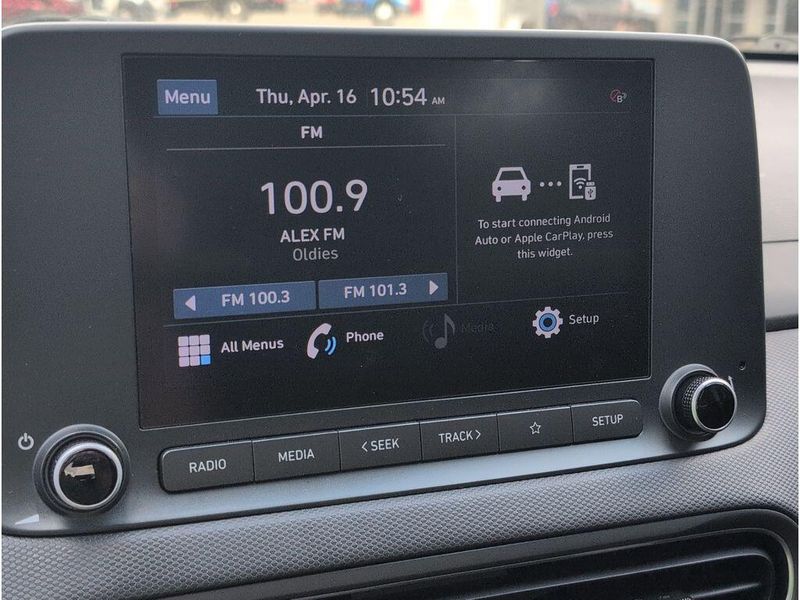 Menu Thu, Apr. 16 10:54 AM
FM
100.9
ALEX FM
Oldies
FM 100.3 FM 101.3
To start connecting Android
Auto or Apple CarPlay, press
this widget.
All Menus Phone Media Setup
RADIO MEDIA < SEEK TRACK > SETUP